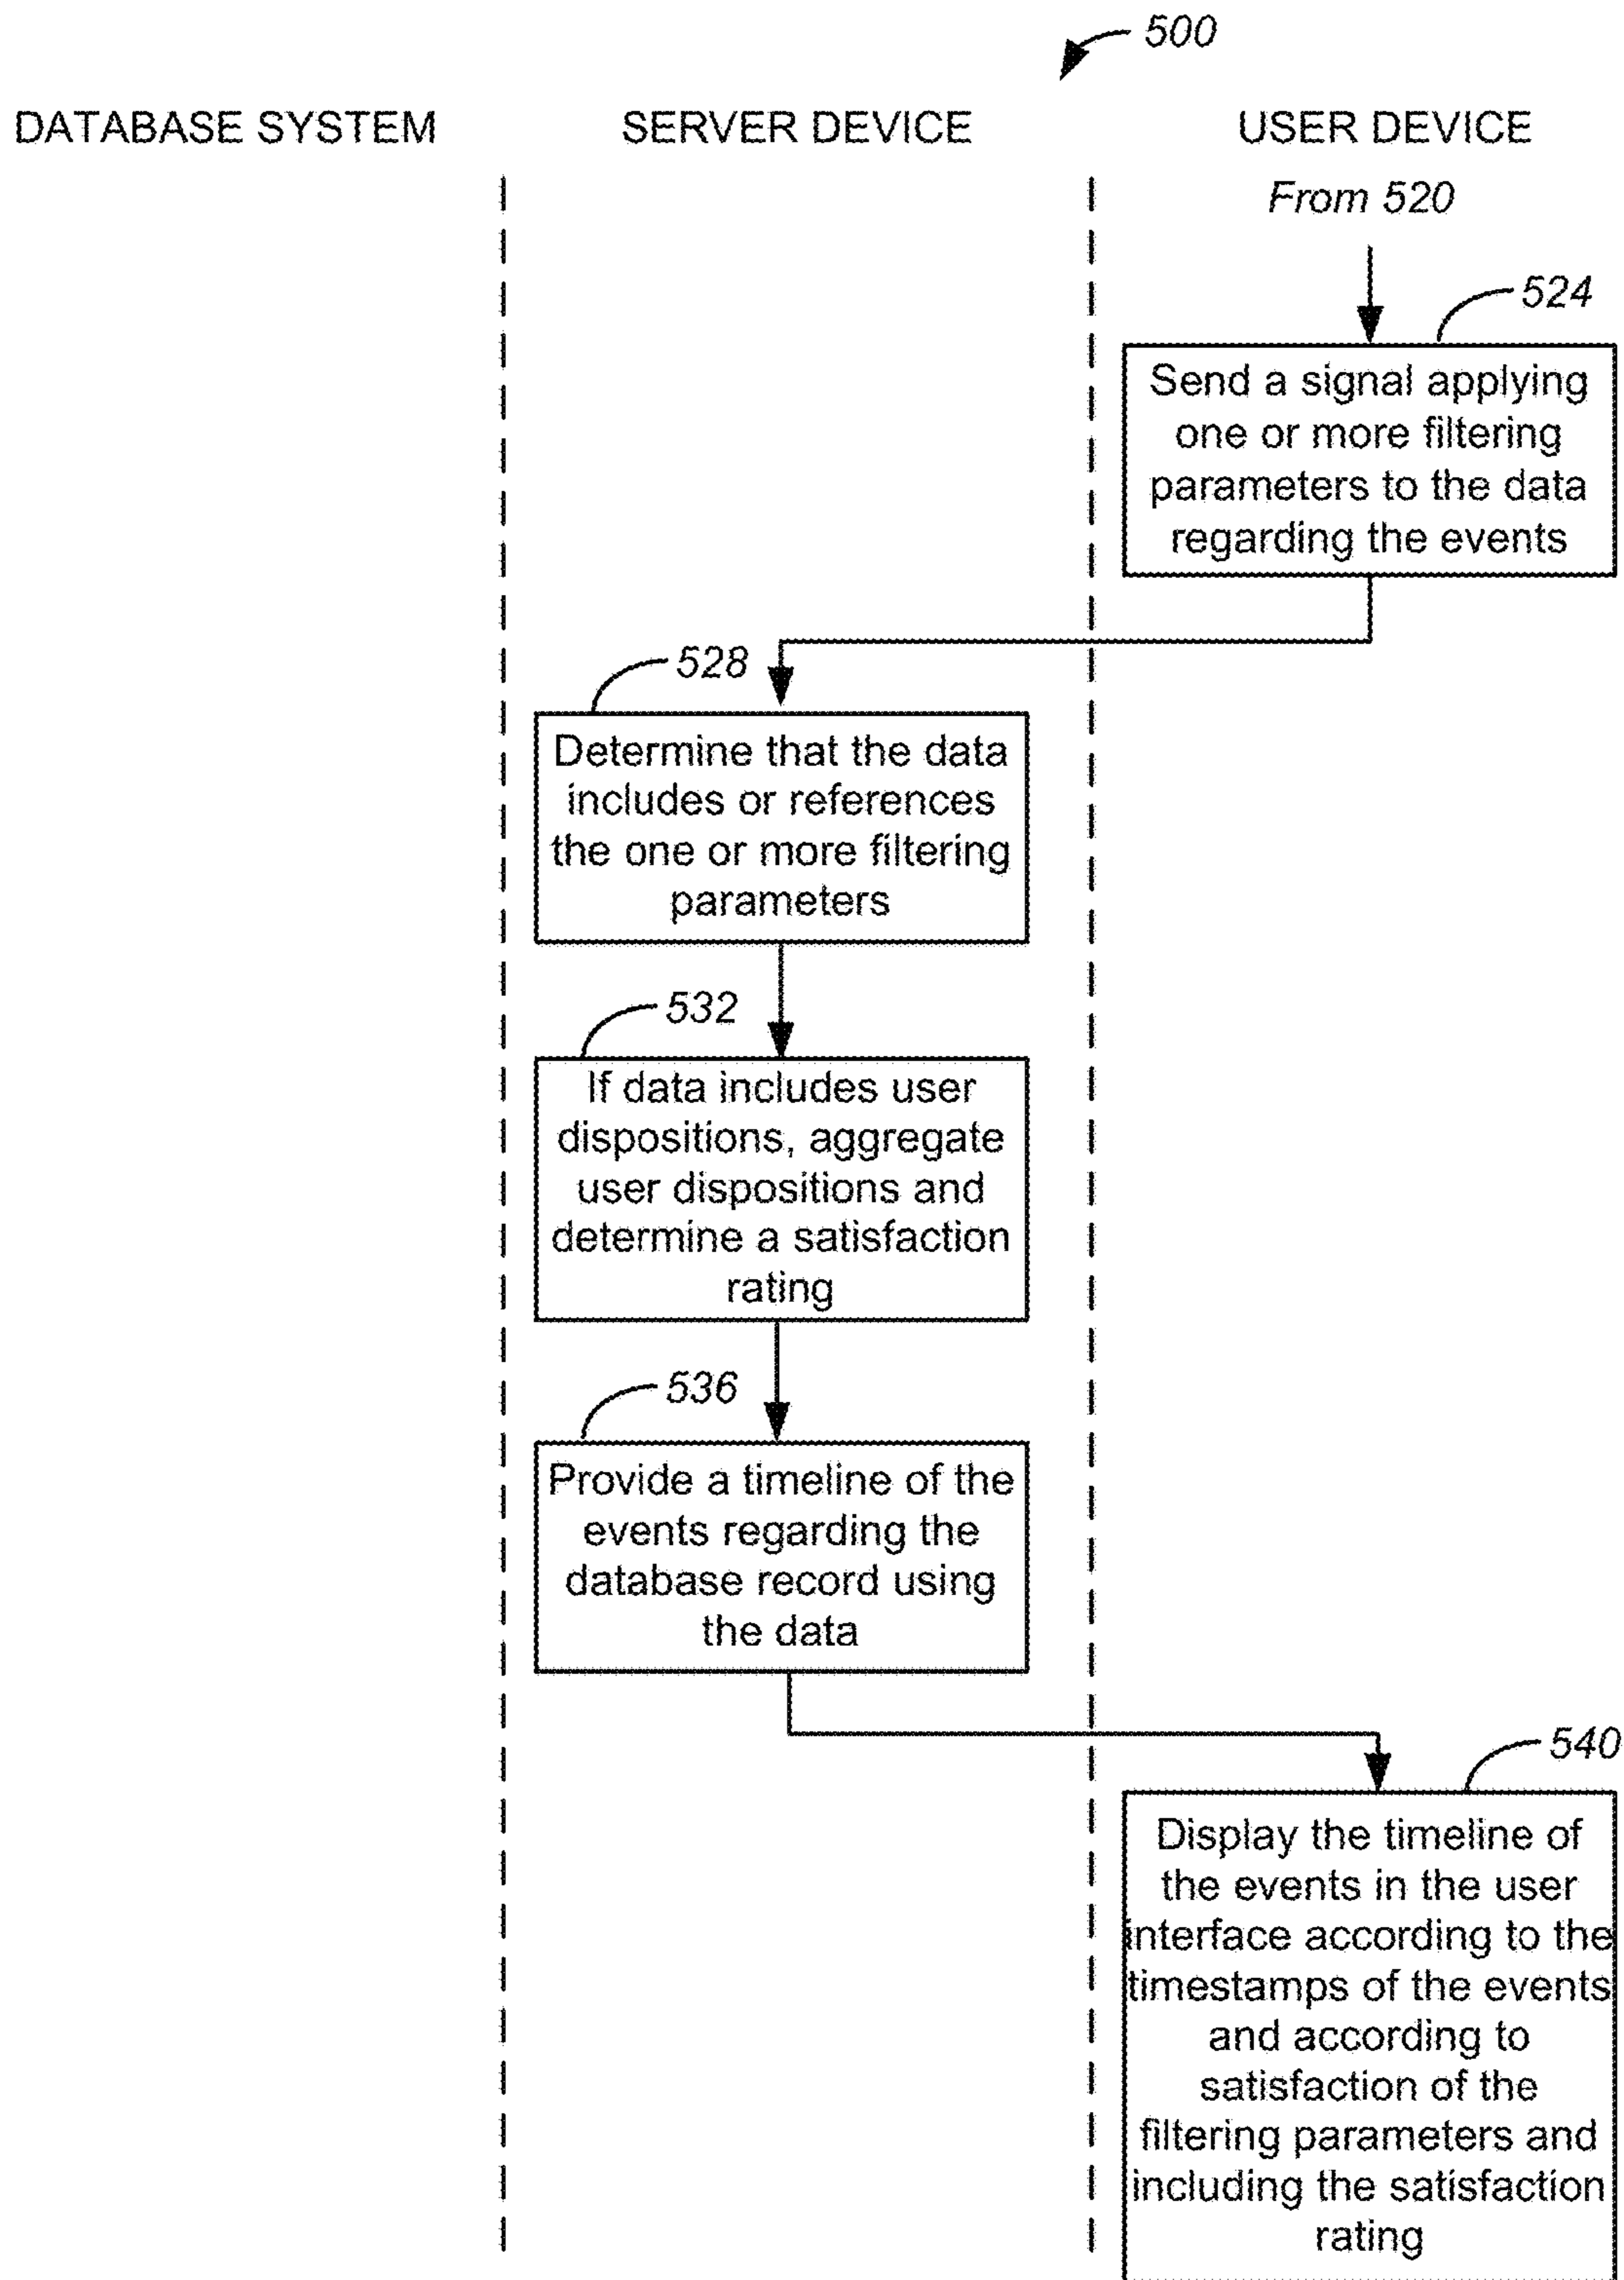 500
DATABASE SYSTEM
SERVER DEVICE
USER DEVICE
From 520
524
Send a signal applying
one or more filtering
parameters to the data
regarding the events
528
Determine that the data
includes or references
the one or more filtering
parameters
532
If data includes user
dispositions, aggregate
user dispositions and
determine a satisfaction
rating
536
Provide a timeline of the
events regarding the
database record using
the data
540
Display the timeline of
the events in the user
interface according to the
timestamps of the events
and according to
satisfaction of the
filtering parameters and
including the satisfaction
rating